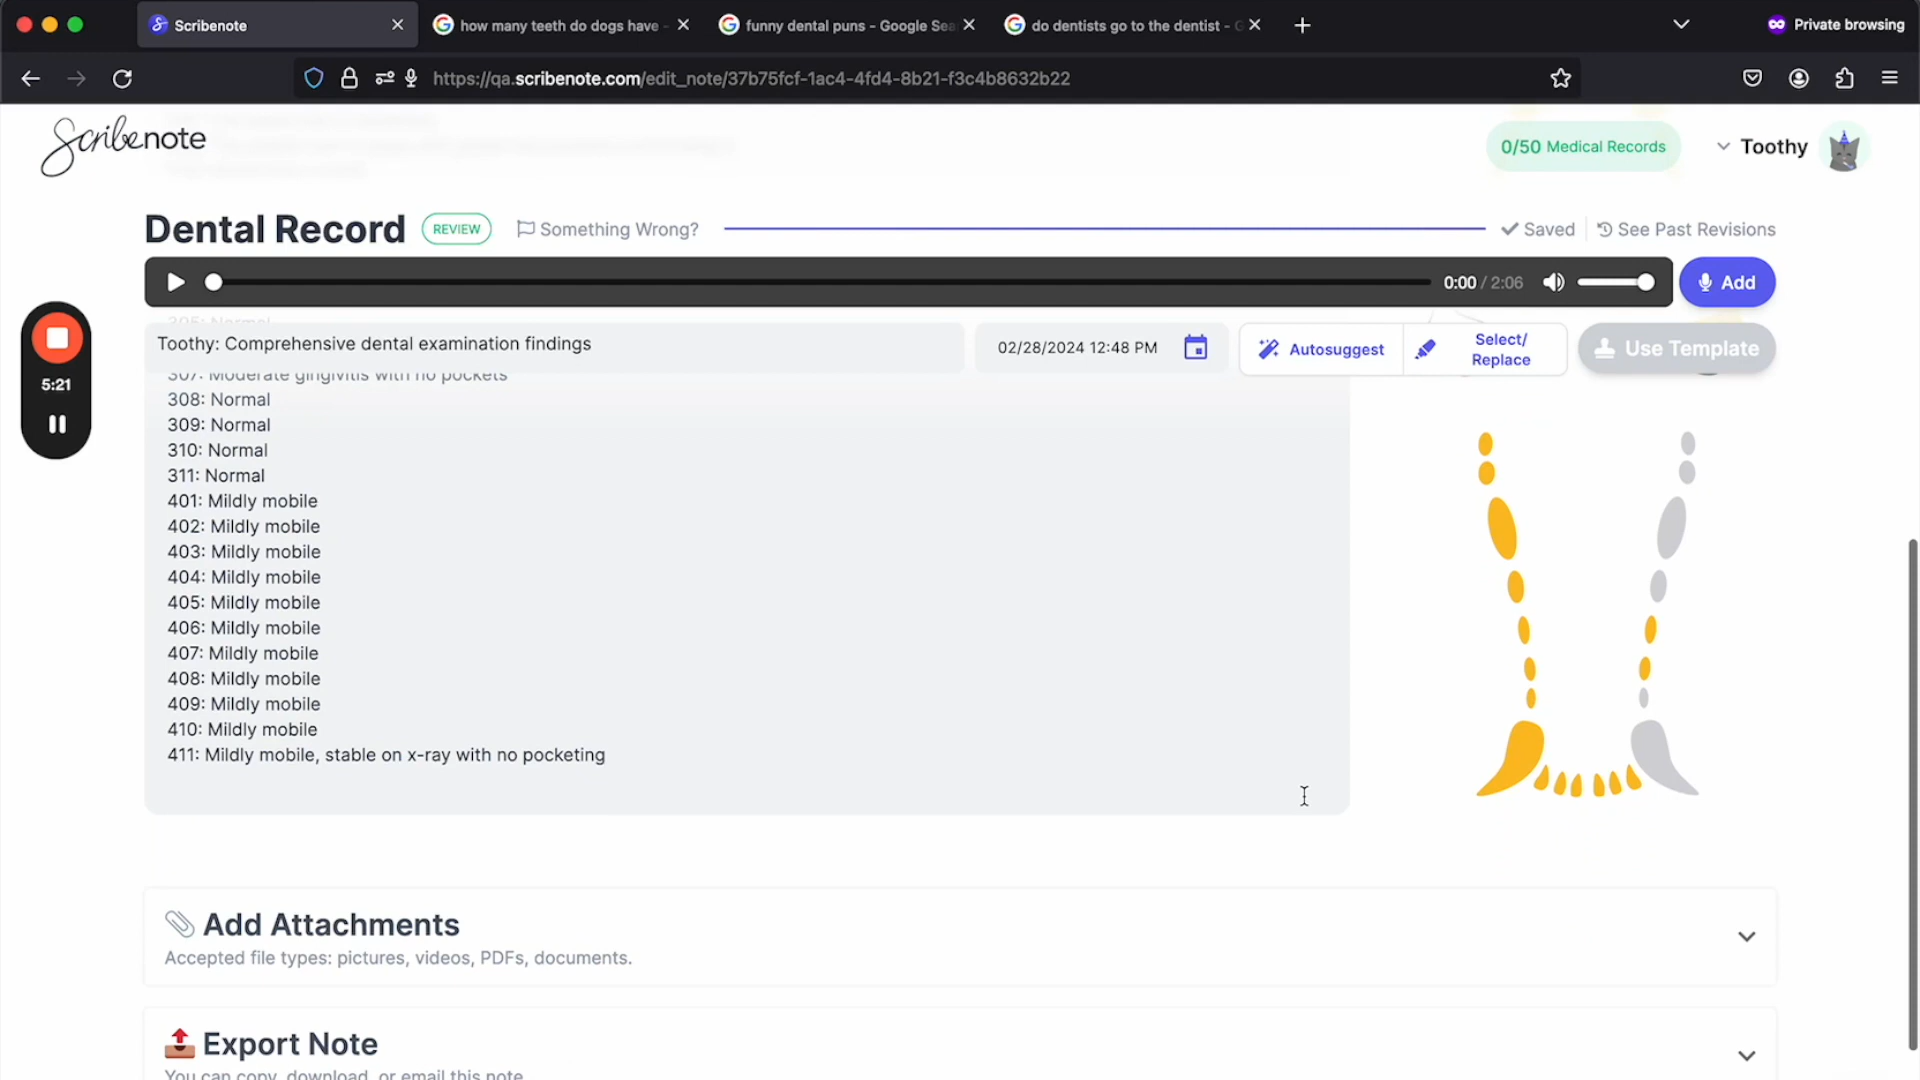 Scribenote
how many teeth do dogs have -
funny dental puns - Google Sea
do dentists go to the dentist - G
Private browsing
https://qa.scribenote.com/edit_note/37b75fcf-1ac4-4fd4-8b21-f3c4b8632b22
Scribenote
0/50 Medical Records
Toothy
Dental Record
REVIEW
Something Wrong?
Saved
See Past Revisions
0:00 / 2:06
Add
305: Normal
Toothy: Comprehensive dental examination findings
02/28/2024 12:48 PM
Autosuggest
Select/
Replace
Use Template
5:21
307: Moderate gingivitis with no pockets
308: Normal
309: Normal
310: Normal
311: Normal
401: Mildly mobile
402: Mildly mobile
403: Mildly mobile
404: Mildly mobile
405: Mildly mobile
406: Mildly mobile
407: Mildly mobile
408: Mildly mobile
409: Mildly mobile
410: Mildly mobile
411: Mildly mobile, stable on x-ray with no pocketing
Add Attachments
Accepted file types: pictures, videos, PDFs, documents.
Export Note
You can copy, download, or email this note